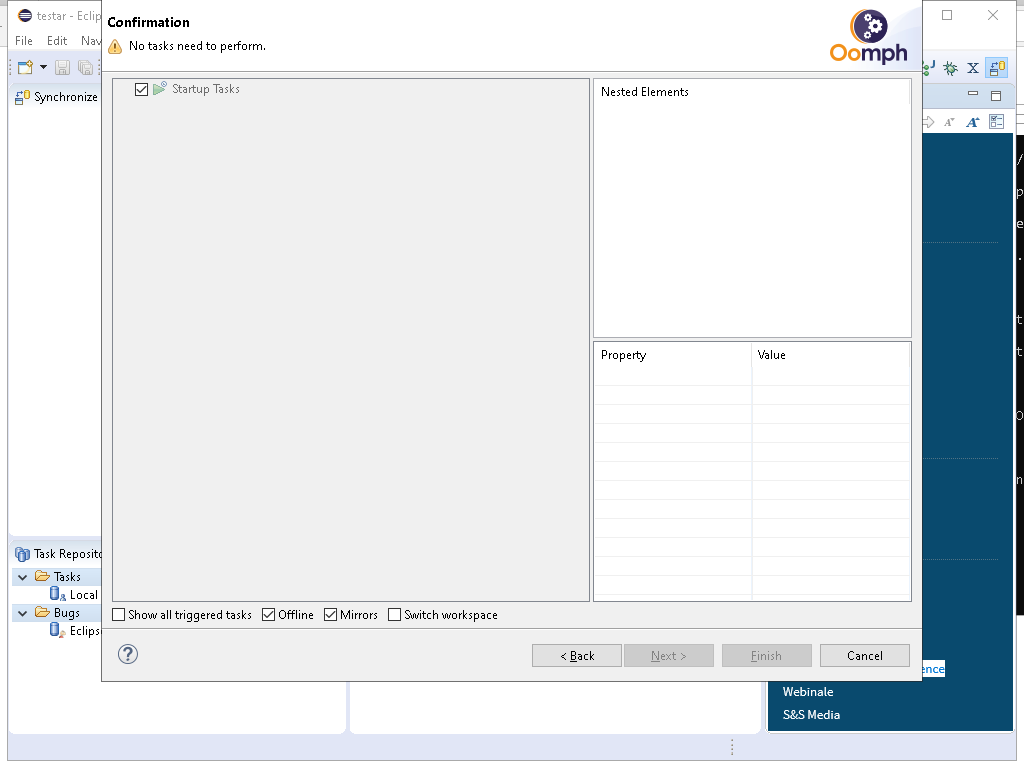 testar - Eclip
Confirmation
No tasks need to perform.
Oomph
File Edit Nav
X
Startup Tasks
Nested Elements
Synchronize
Property Value
Task Reposito
Tasks
Local
Bugs
Eclips
Show all triggered tasks Offline Mirrors Switch workspace
< Back Next > Finish Cancel
ence
Webinale
S&S Media